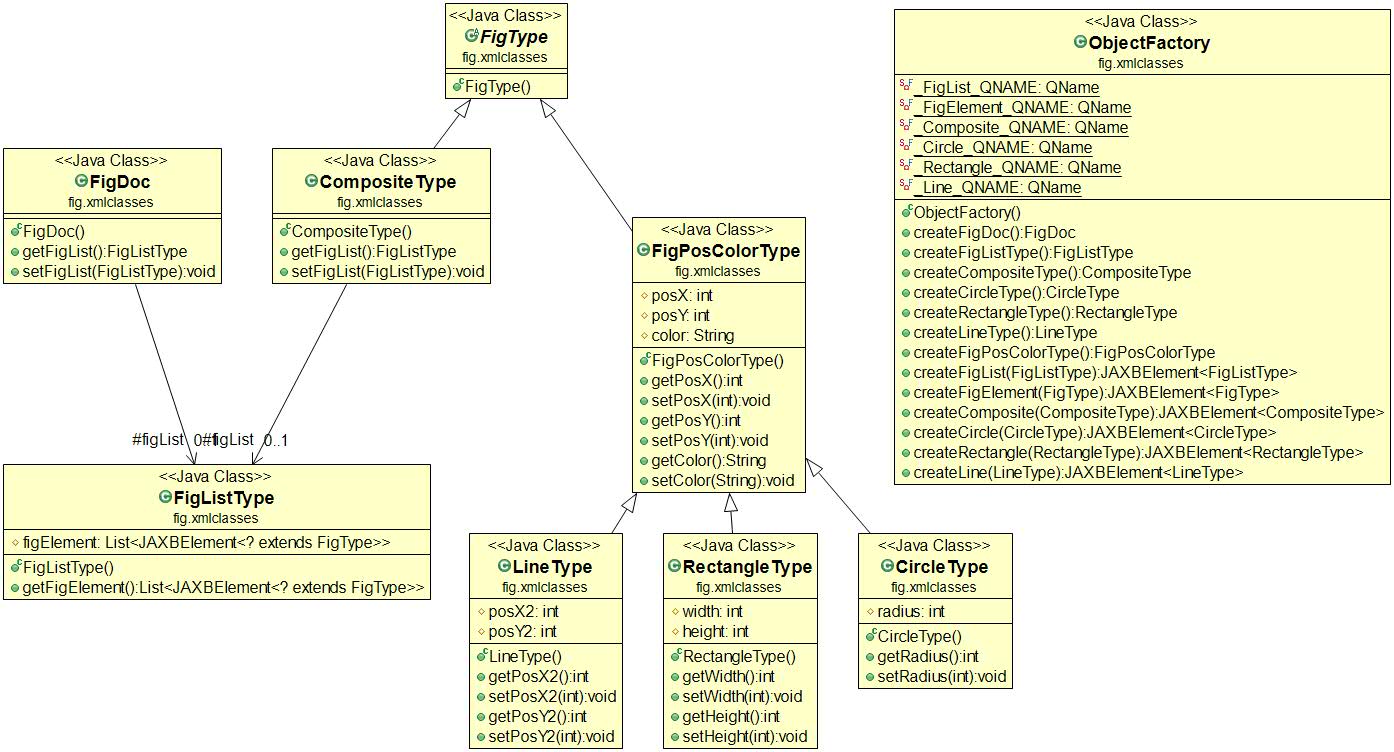 <<Java Class>>
FigType
fig.xmlclasses
FigType()
<<Java Class>>
FigDoc
fig.xmlclasses
FigDoc()
getFigList():FigListType
setFigList(FigListType):void
<<Java Class>>
CompositeType
fig.xmlclasses
CompositeType()
getFigList():FigListType
setFigList(FigListType):void
<<Java Class>>
FigPosColorType
fig.xmlclasses
posX: int
posY: int
color: String
FigPosColorType()
getPosX():int
setPosX(int):void
getPosY():int
setPosY(int):void
getColor():String
setColor(String):void
<<Java Class>>
ObjectFactory
fig.xmlclasses
_FigList_QNAME: QName
_FigElement_QNAME: QName
_Composite_QNAME: QName
_Circle_QNAME: QName
_Rectangle_QNAME: QName
_Line_QNAME: QName
ObjectFactory()
createFigDoc():FigDoc
createFigListType():FigListType
createCompositeType():CompositeType
createCircleType():CircleType
createRectangleType():RectangleType
createLineType():LineType
createFigPosColorType():FigPosColorType
createFigList(FigListType):JAXBElement<FigListType>
createFigElement(FigType):JAXBElement<FigType>
createComposite(CompositeType):JAXBElement<CompositeType>
createCircle(CircleType):JAXBElement<CircleType>
createRectangle(RectangleType):JAXBElement<RectangleType>
createLine(LineType):JAXBElement<LineType>
#figList
#figList 0..1
<<Java Class>>
FigListType
fig.xmlclasses
figElement: List<JAXBElement<? extends FigType>>
FigListType()
getFigElement():List<JAXBElement<? extends FigType>>
<<Java Class>>
LineType
fig.xmlclasses
posX2: int
posY2: int
LineType()
getPosX2():int
setPosX2(int):void
getPosY2():int
setPosY2(int):void
<<Java Class>>
RectangleType
fig.xmlclasses
width: int
height: int
RectangleType()
getWidth():int
setWidth(int):void
getHeight():int
setHeight(int):void
<<Java Class>>
CircleType
fig.xmlclasses
radius: int
CircleType()
getRadius():int
setRadius(int):void